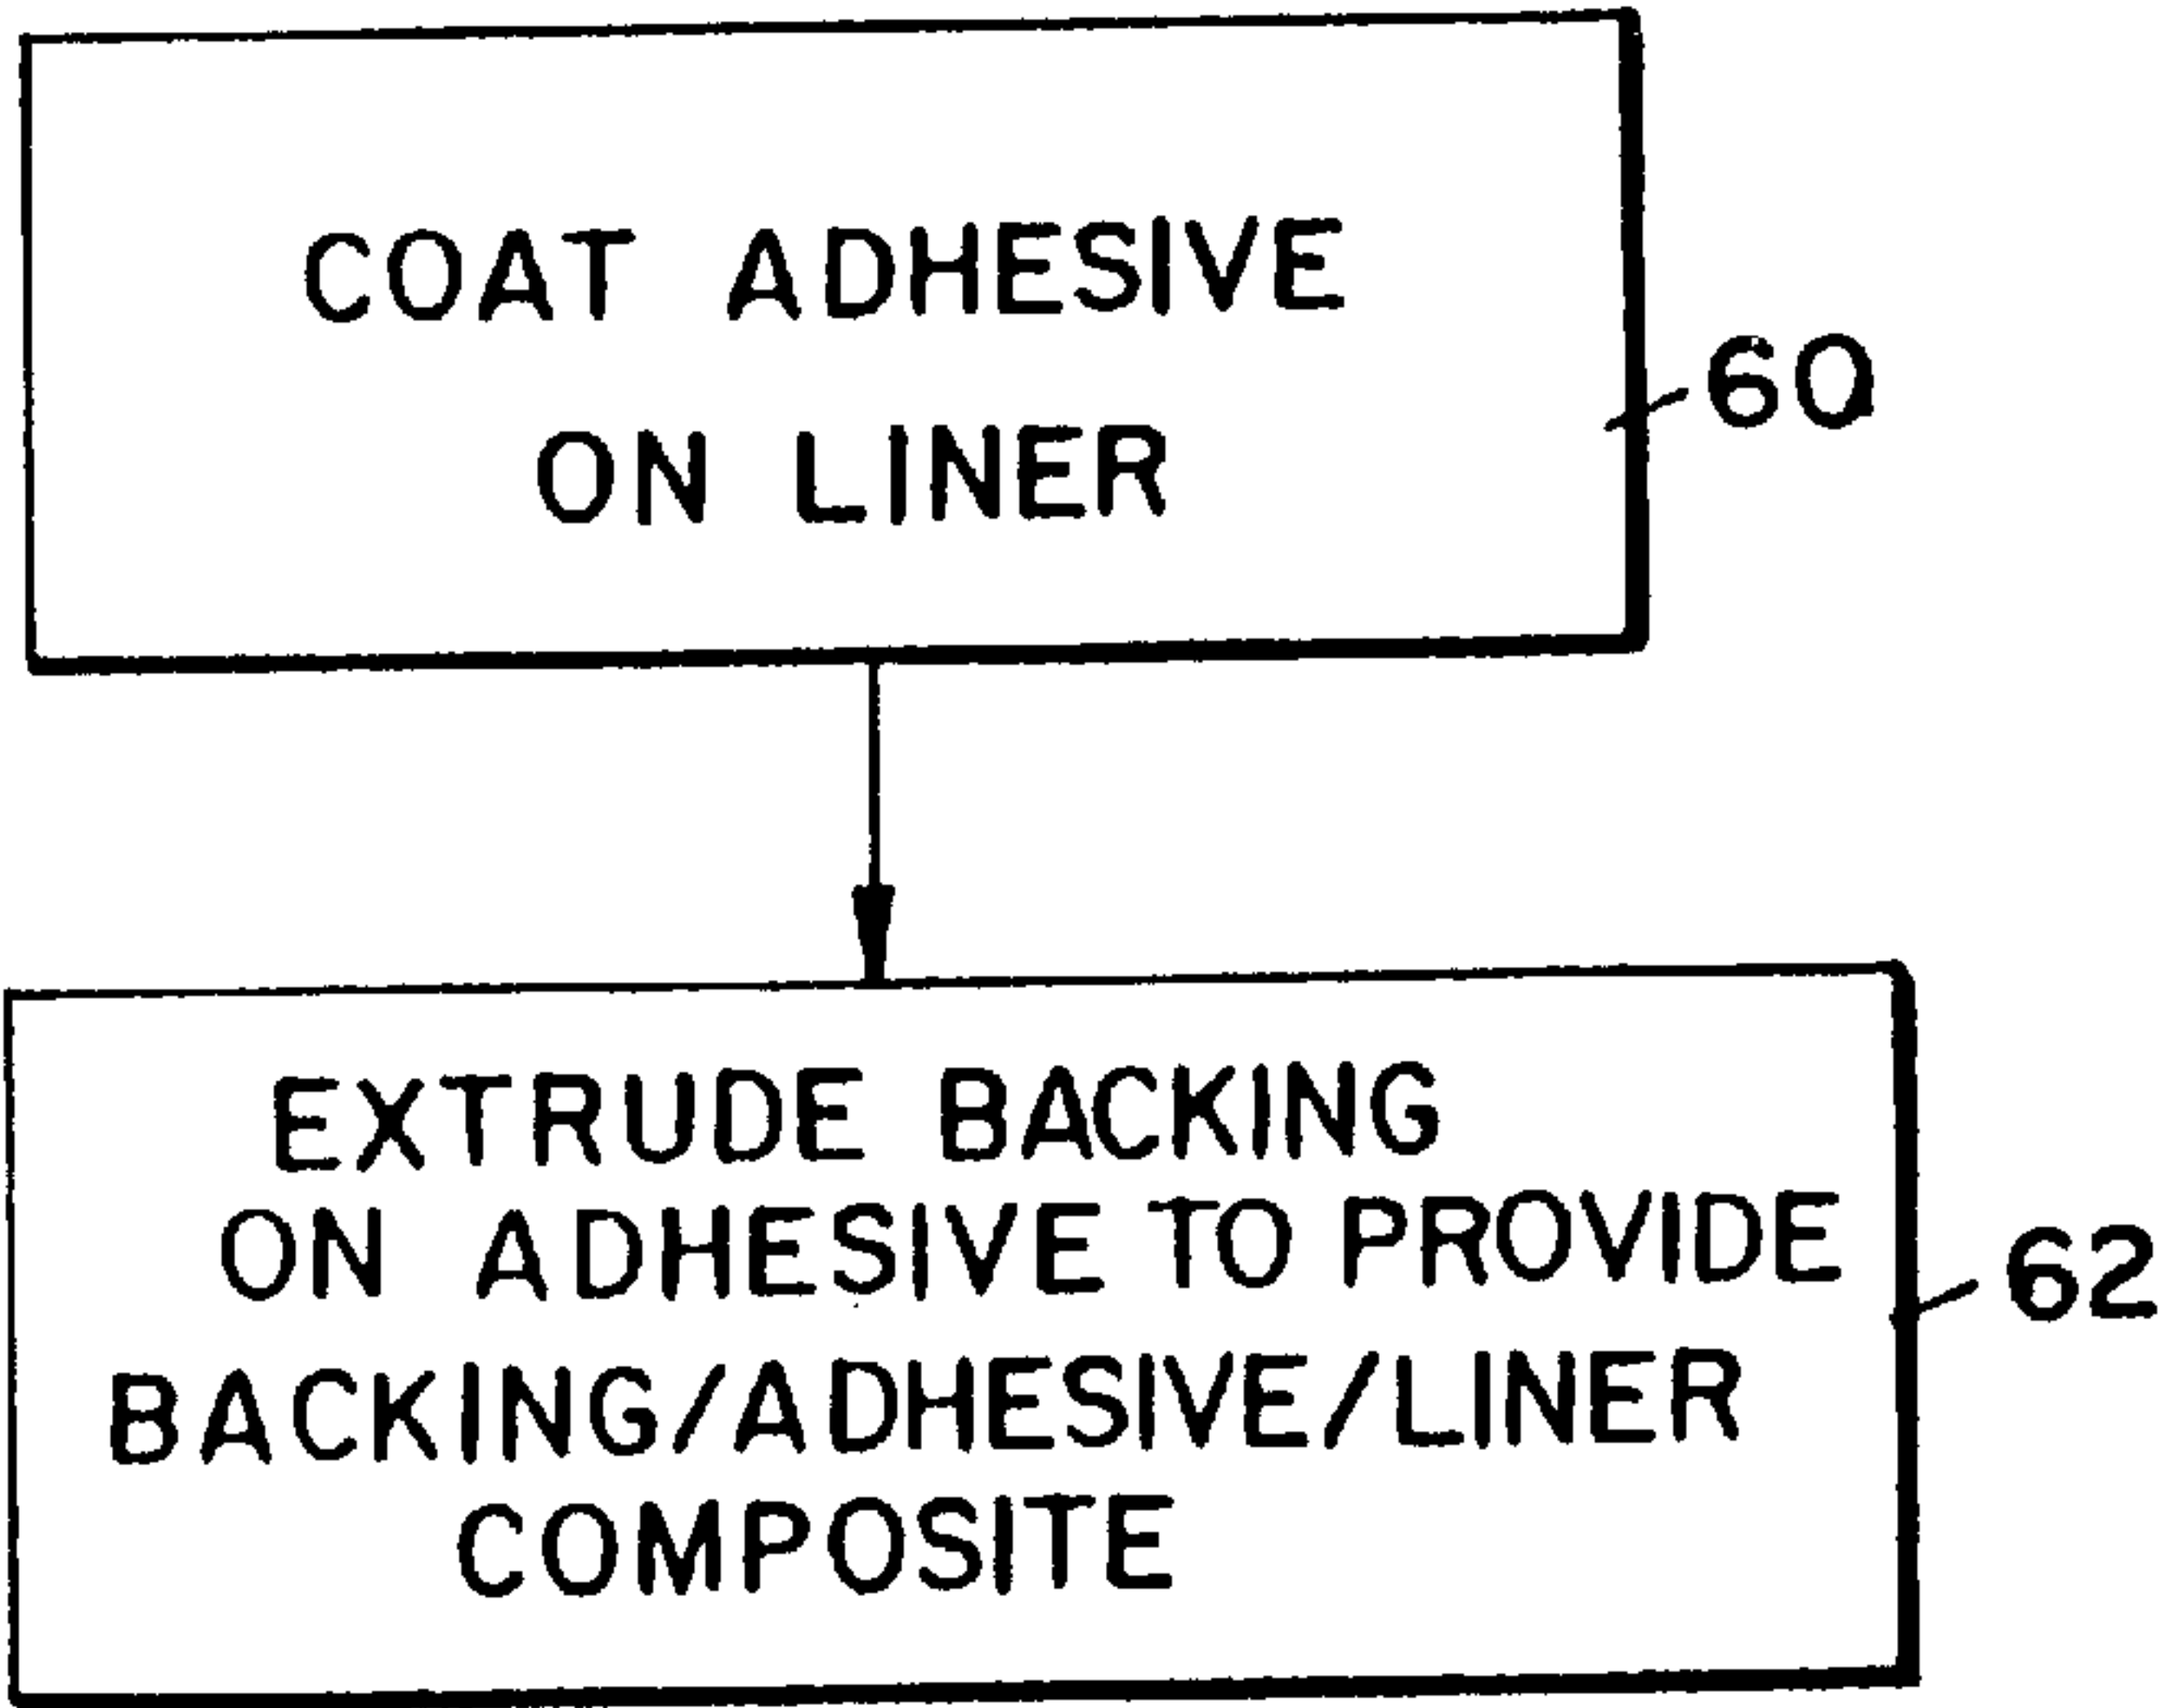 COAT ADHESIVE
ON LINER
60
EXTRUDE BACKING
ON ADHESIVE TO PROVIDE
BACKING/ADHESIVE/LINER
COMPOSITE
62